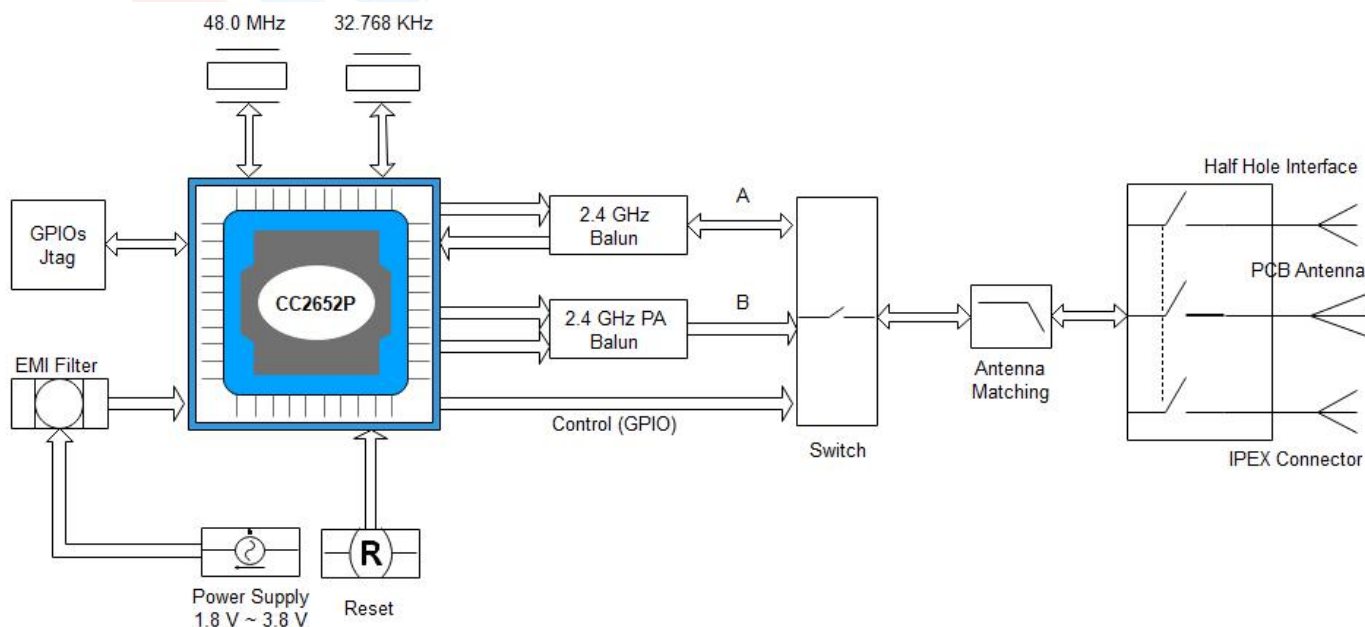 48.0 MHz
32.768 KHz
Half Hole Interface
A
2.4 GHz
Balun
GPIOs
Jtag
PCB Antenna
CC2652P
B
2.4 GHz PA
Balun
EMI Filter
Antenna
Matching
Control (GPIO)
Switch
IPEX Connector
R
Power Supply
1.8 V ~ 3.8 V
Reset